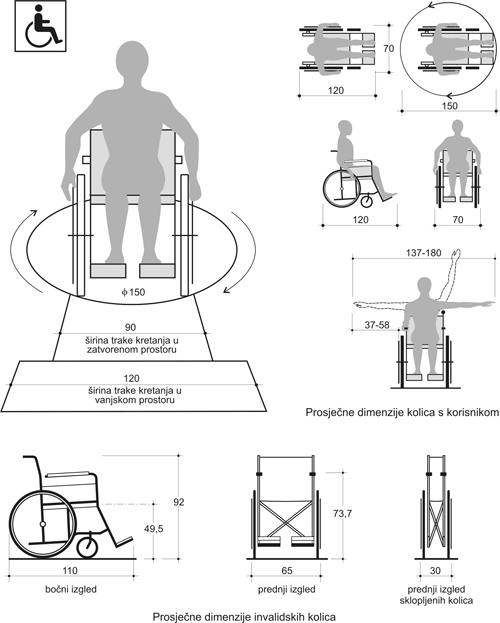 70
120
150
120
70
ϕ150
90
širina trake kretanja u
zatvorenom prostoru
120
širina trake kretanja u
vanjskom prostoru
137-180
37-58
Prosječne dimenzije kolica s korisnikom
92
49,5
110
bočni izgled
73,7
65
prednji izgled
30
prednji izgled
sklopljenih kolica
Prosječne dimenzije invalidskih kolica